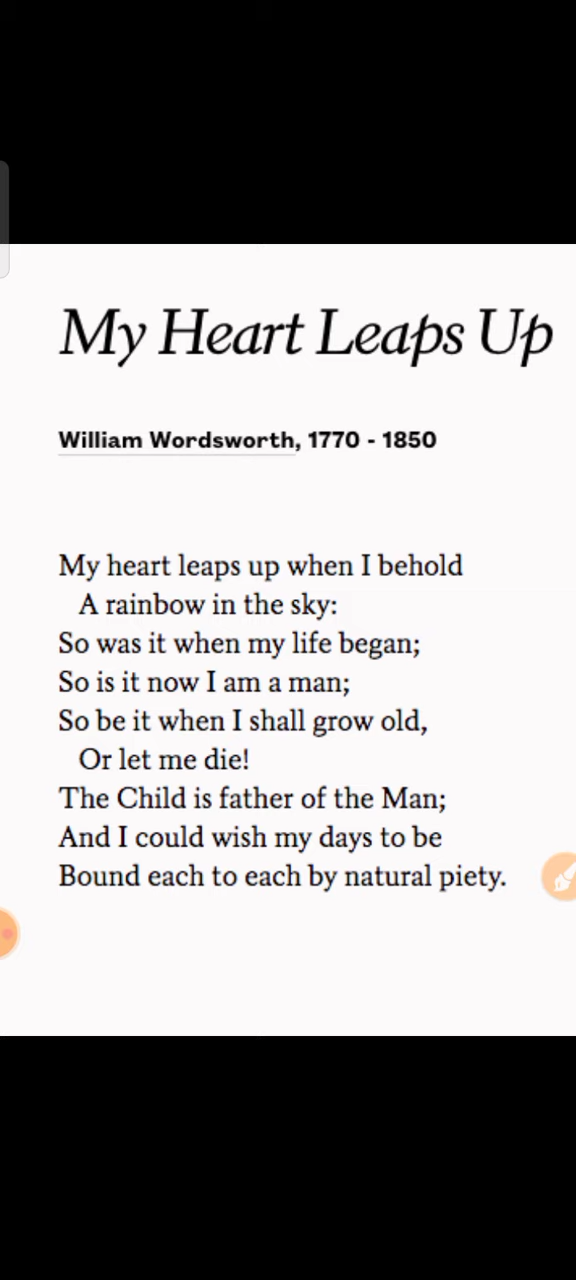 My Heart Leaps Up
William Wordsworth, 1770 - 1850
My heart leaps up when I behold
A rainbow in the sky:
So was it when my life began;
So is it now I am a man;
So be it when I shall grow old,
Or let me die!
The Child is father of the Man;
And I could wish my days to be
Bound each to each by natural piety.